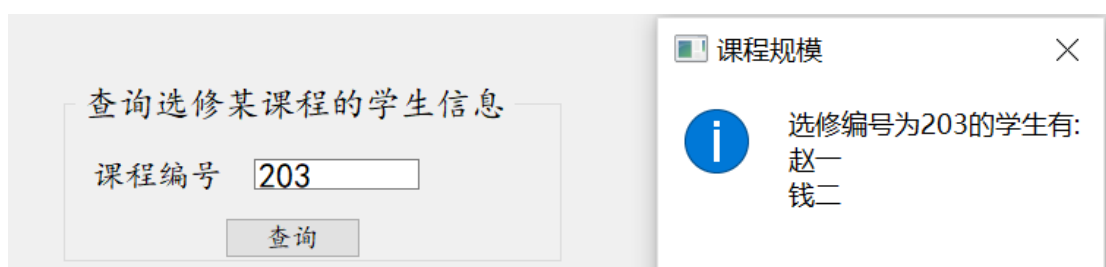 查询选修某课程的学生信息
课程编号 203
查询
课程规模
选修编号为203的学生有:
赵一
钱二